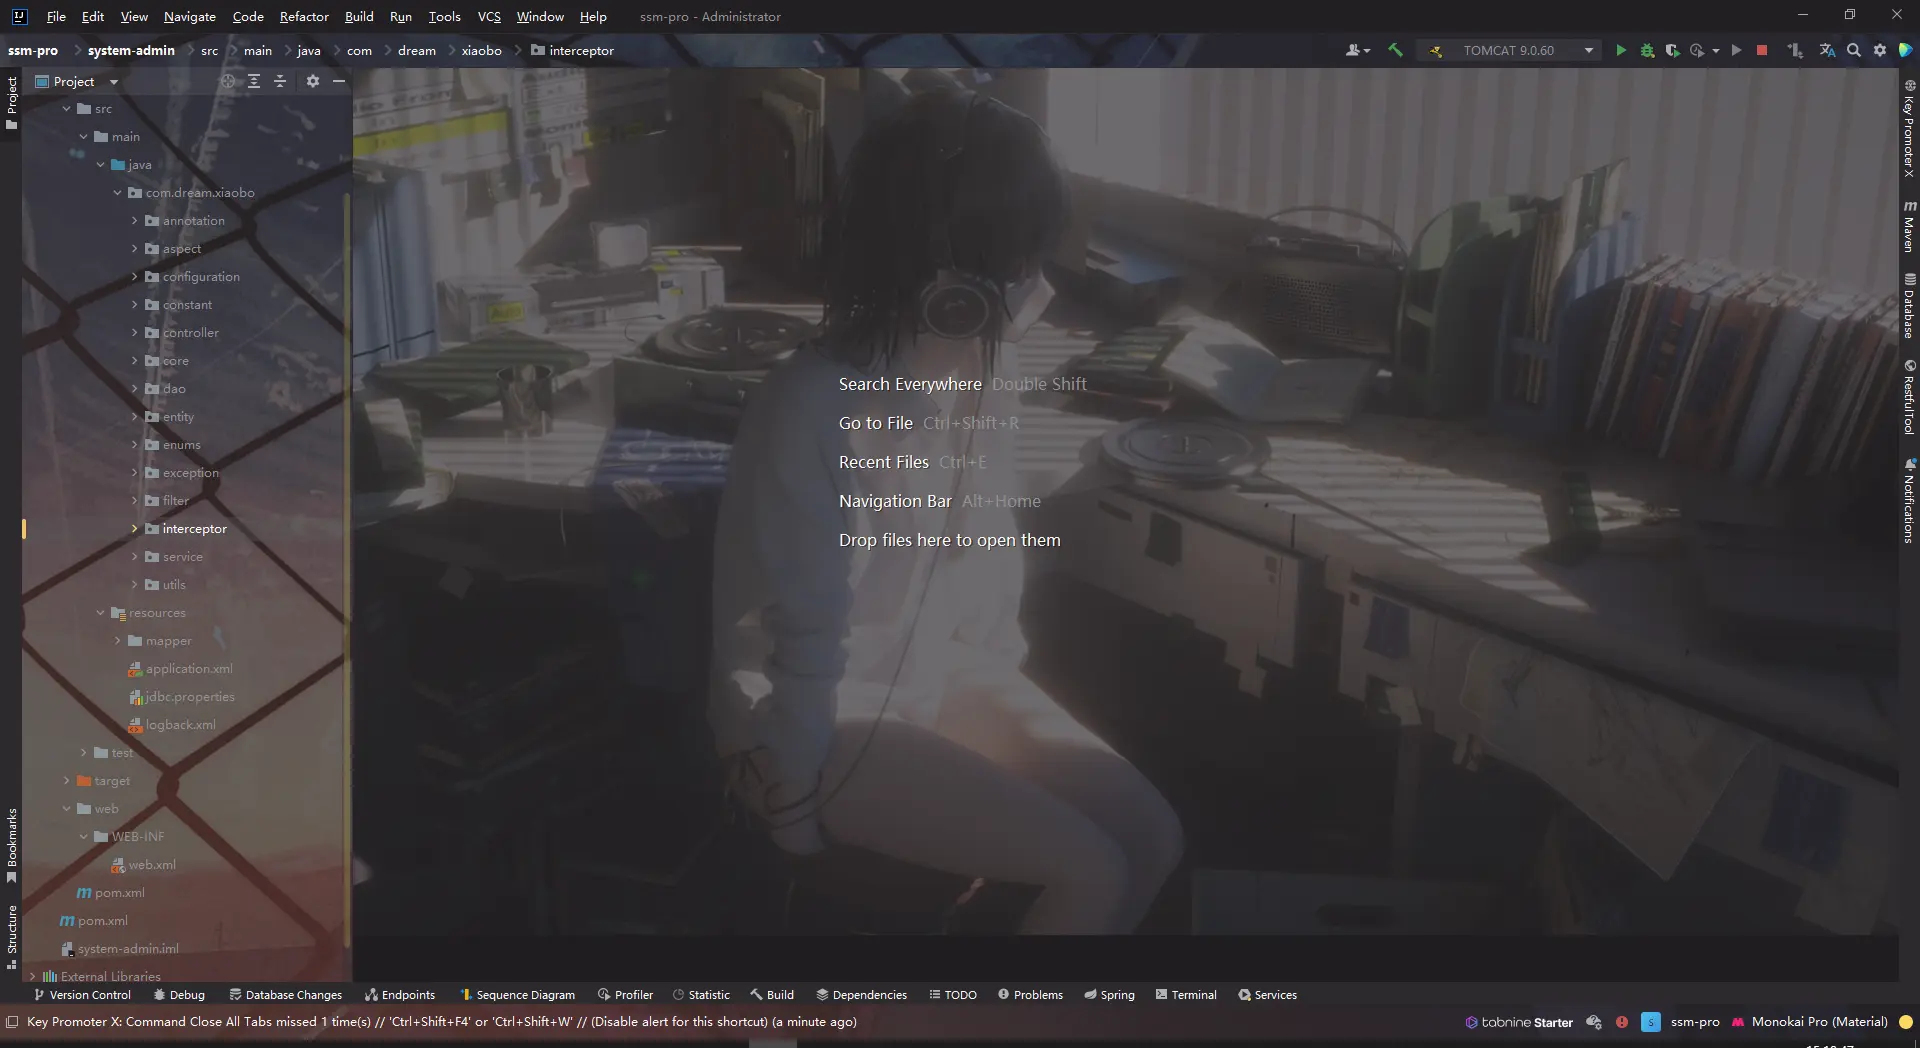 File Edit View Navigate Code Refactor Build Run Tools VCS Window Help ssm-pro - Administrator
ssm-pro system-admin src main java com dream xiaobo interceptor TOMCAT 9.0.60
Project
Project
src
main
java
com.dream.xiaobo
annotation
aspect
configuration
constant
controller
core
dao
entity
enums
exception
filter
interceptor
service
utils
resources
mapper
application.xml
jdbc.properties
logback.xml
test
target
web
WEB-INF
web.xml
pom.xml
pom.xml
system-admin.iml
External Libraries
Bookmarks
Structure
Search Everywhere Double Shift
Go to File Ctrl+Shift+R
Recent Files Ctrl+E
Navigation Bar Alt+Home
Drop files here to open them
Key Promoter X
Maven
Database
RestfulTool
Notifications
Version Control Debug Database Changes Endpoints Sequence Diagram Profiler Statistic Build Dependencies TODO Problems Spring Terminal Services
Key Promoter X: Command Close All Tabs missed 1 time(s) // 'Ctrl+Shift+F4' or 'Ctrl+Shift+W' // (Disable alert for this shortcut) (a minute ago) tabnine Starter S ssm-pro Monokai Pro (Material)